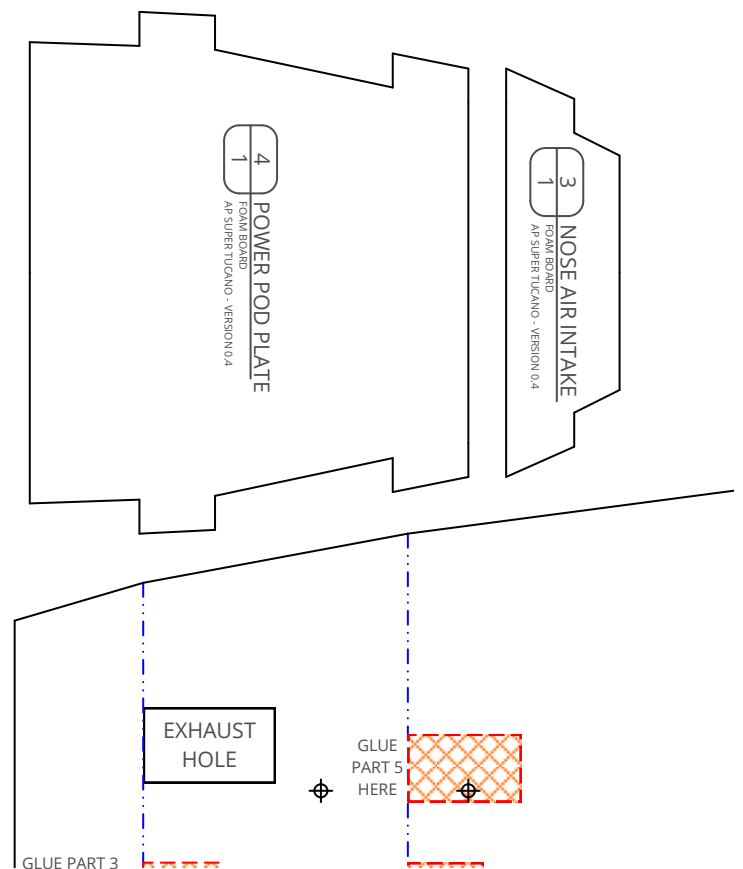 4
1
POWER POD PLATE
FOAM BOARD
AP SUPER TUCANO - VERSION 0.4
3
1
NOSE AIR INTAKE
FOAM BOARD
AP SUPER TUCANO - VERSION 0.4
EXHAUST
HOLE
GLUE
PART 5
HERE
GLUE PART 3